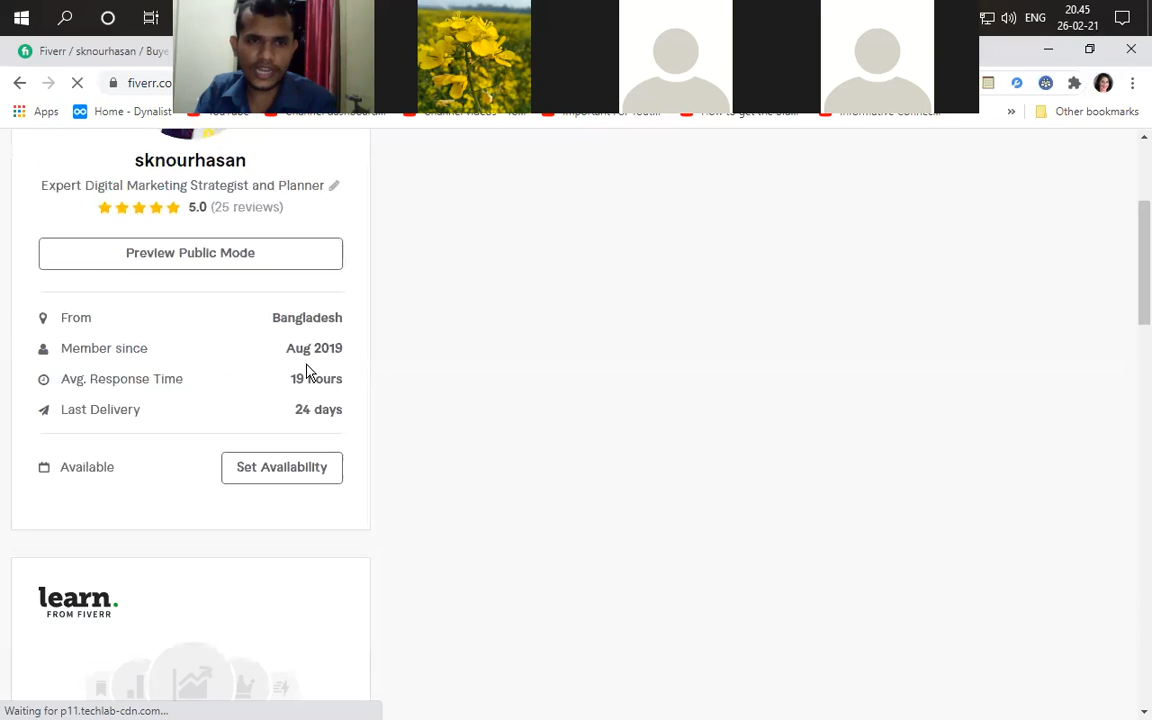 20.45
ENG
26-02-21
Fiverr / sknourhasan / Buye
fiverr.co
Apps
Home - Dynalist
YouTube
»
Other bookmarks
sknourhasan
Expert Digital Marketing Strategist and Planner
5.0 (25 reviews)
Preview Public Mode
From Bangladesh
Member since Aug 2019
Avg. Response Time 19 hours
Last Delivery 24 days
Available Set Availability
learn.
FROM FIVERR
Waiting for p11.techlab-cdn.com...